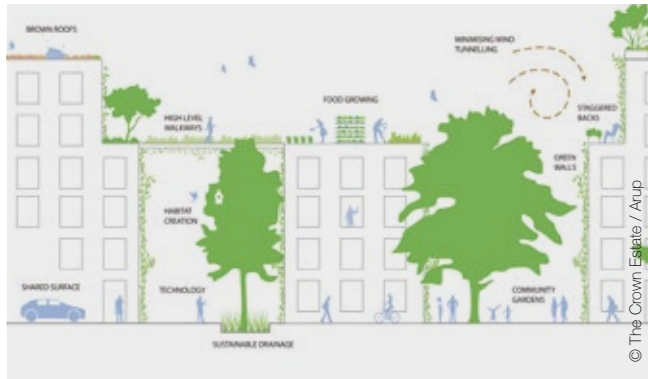 BROWN ROOFS
MINIMISING WIND
TUNNELLING
FOOD GROWING
HIGH LEVEL
WALKWAYS
STAGGERED
BACKS
GREEN
WALLS
HABITAT
CREATION
SHARED SURFACE
TECHNOLOGY
COMMUNITY
GARDENS
SUSTAINABLE DRAINAGE
© The Crown Estate / Arup